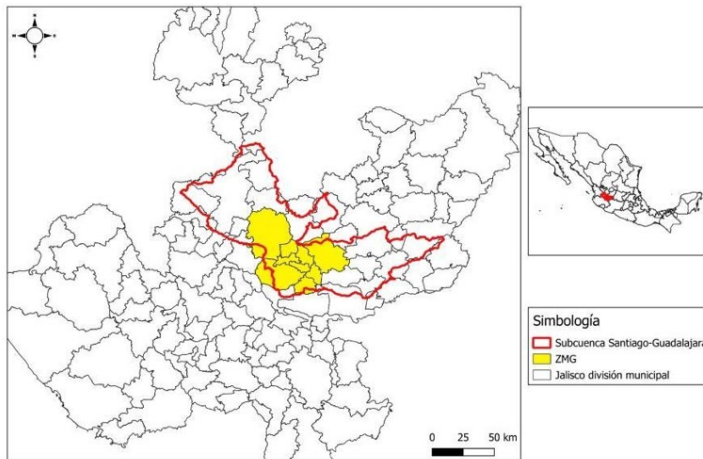 Simbología
Subcuenca Santiago-Guadalajara
ZMG
Jalisco división municipal
0 25 50 km